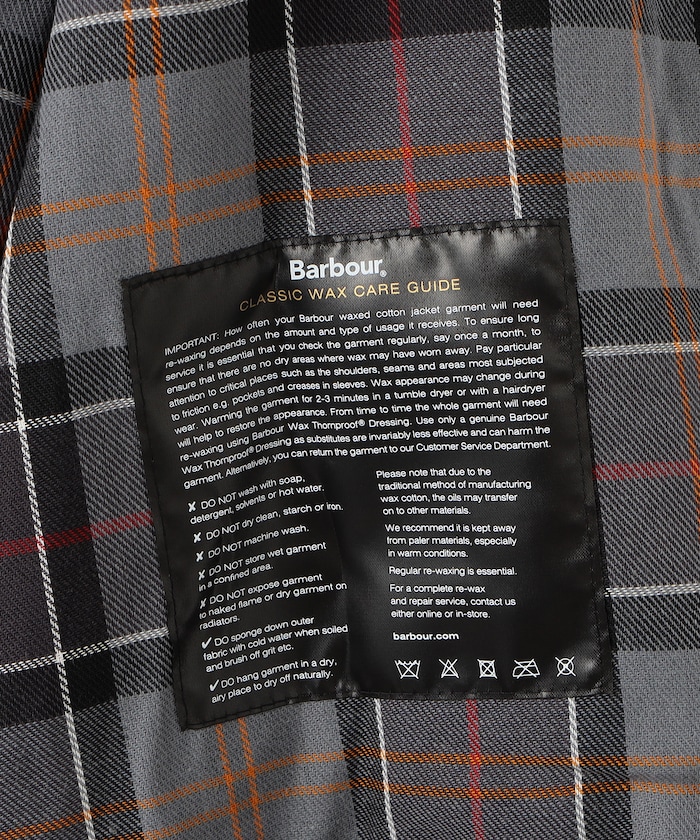 Barbour®
CLASSIC WAX CARE GUIDE
IMPORTANT: How often your Barbour waxed cotton jacket garment will need
re-waxing depends on the amount and type of usage it receives. To ensure long
service it is essential that you check the garment regularly, say once a month, to
ensure that there are no dry areas where wax may have worn away. Pay particular
attention to critical places such as the shoulders, seams and areas most subjected
to friction e.g. pockets and creases in sleeves. Wax appearance may change during
wear. Warming the garment for 2-3 minutes in a tumble dryer or with a hairdryer
will help to restore the appearance. From time to time the whole garment will need
re-waxing using Barbour Wax Thornproof® Dressing. Use only a genuine Barbour
Wax Thornproof® Dressing as substitutes are invariably less effective and can harm the
garment. Alternatively, you can return the garment to our Customer Service Department.
✗ DO NOT wash with soap,
detergent, solvents or hot water.
✗ DO NOT dry clean, starch or iron.
✗ DO NOT machine wash.
✗ DO NOT store wet garment
in a confined area.
✗ DO NOT expose garment
to naked flame or dry garment on
radiators.
✓ DO sponge down outer
fabric with cold water when soiled
and brush off grit etc.
✓ DO hang garment in a dry,
airy place to dry off naturally.
Please note that due to the
traditional method of manufacturing
wax cotton, the oils may transfer
on to other materials.
We recommend it is kept away
from paler materials, especially
in warm conditions.
Regular re-waxing is essential.
For a complete re-wax
and repair service, contact us
either online or in-store.
barbour.com